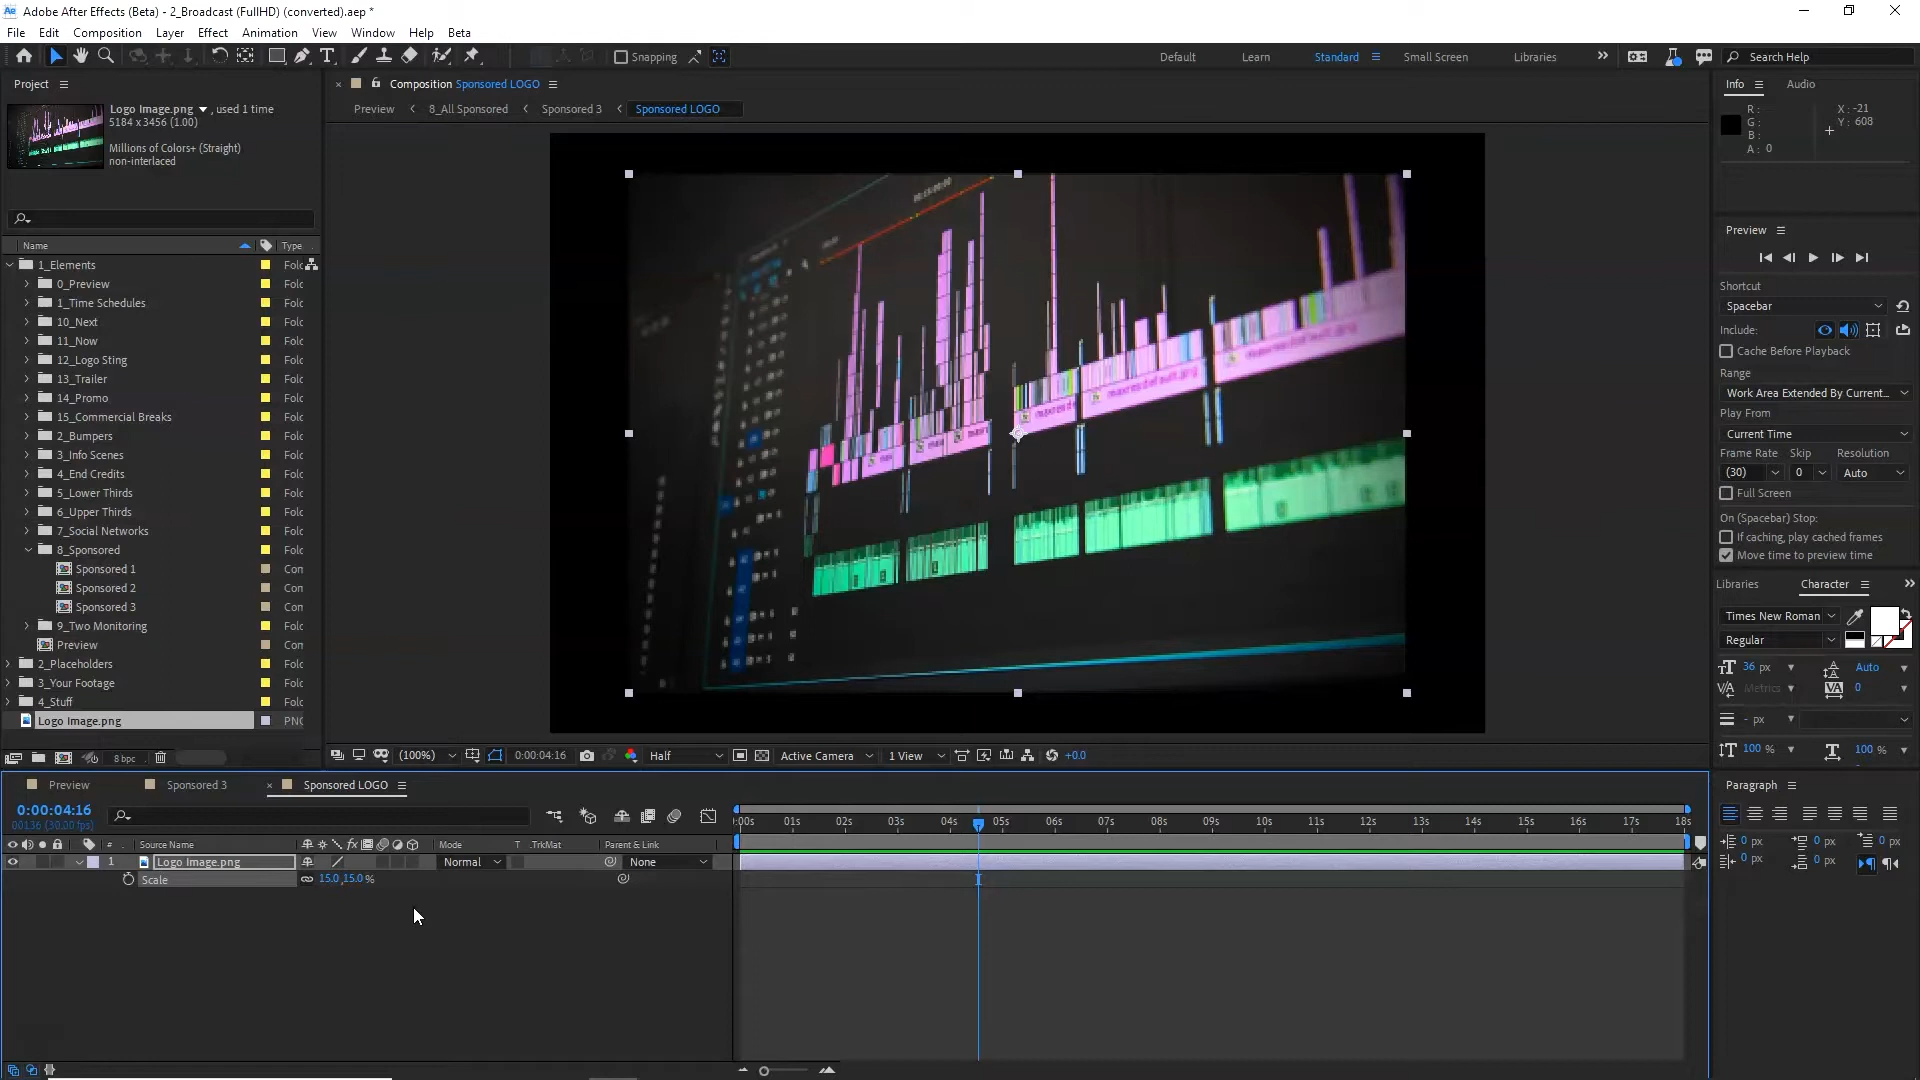 Adobe After Effects (Beta) - 2_Broadcast (FullHD) (converted).aep *
File Edit Composition Layer Effect Animation View Window Help Beta
Snapping
Default Learn Standard Small Screen Libraries
Search Help
Project
Logo Image.png , used 1 time
5184 x 3456 (1.00)
Millions of Colors+ (Straight)
non-interlaced
Name Type
1_Elements Folc
0_Preview Folc
1_Time Schedules Folc
10_Next Folc
11_Now Folc
12_Logo Sting Folc
13_Trailer Folc
14_Promo Folc
15_Commercial Breaks Folc
2_Bumpers Folc
3_Info Scenes Folc
4_End Credits Folc
5_Lower Thirds Folc
6_Upper Thirds Folc
7_Social Networks Folc
8_Sponsored Folc
Sponsored 1 Con
Sponsored 2 Con
Sponsored 3 Con
9_Two Monitoring Folc
Preview Con
2_Placeholders Folc
3_Your Footage Folc
4_Stuff Folc
Logo Image.png PNC
8 bpc
Composition Sponsored LOGO
Preview 8_All Sponsored Sponsored 3 Sponsored LOGO
(100%) 0:00:04:16 Half Active Camera 1 View +0.0
Info Audio
R :
G :
B :
A : 0
X : -21
Y : 608
Preview
Shortcut
Spacebar
Include:
Cache Before Playback
Range
Work Area Extended By Current...
Play From
Current Time
Frame Rate Skip Resolution
(30) 0 Auto
Full Screen
On (Spacebar) Stop:
If caching, play cached frames
Move time to preview time
Libraries Character
Times New Roman
Regular
36 px Auto
Metrics 0
- px
100 % 100 %
Paragraph
0 px 0 px 0 px
0 px 0 px
Preview Sponsored 3 Sponsored LOGO
0:00:04:16
00136 (30.00 fps)
:00s 01s 02s 03s 04s 05s 06s 07s 08s 09s 10s 11s 12s 13s 14s 15s 16s 17s 18s
# Source Name Mode T .TrkMat Parent & Link
1 Logo Image.png Normal None
Scale 15.0,15.0 %